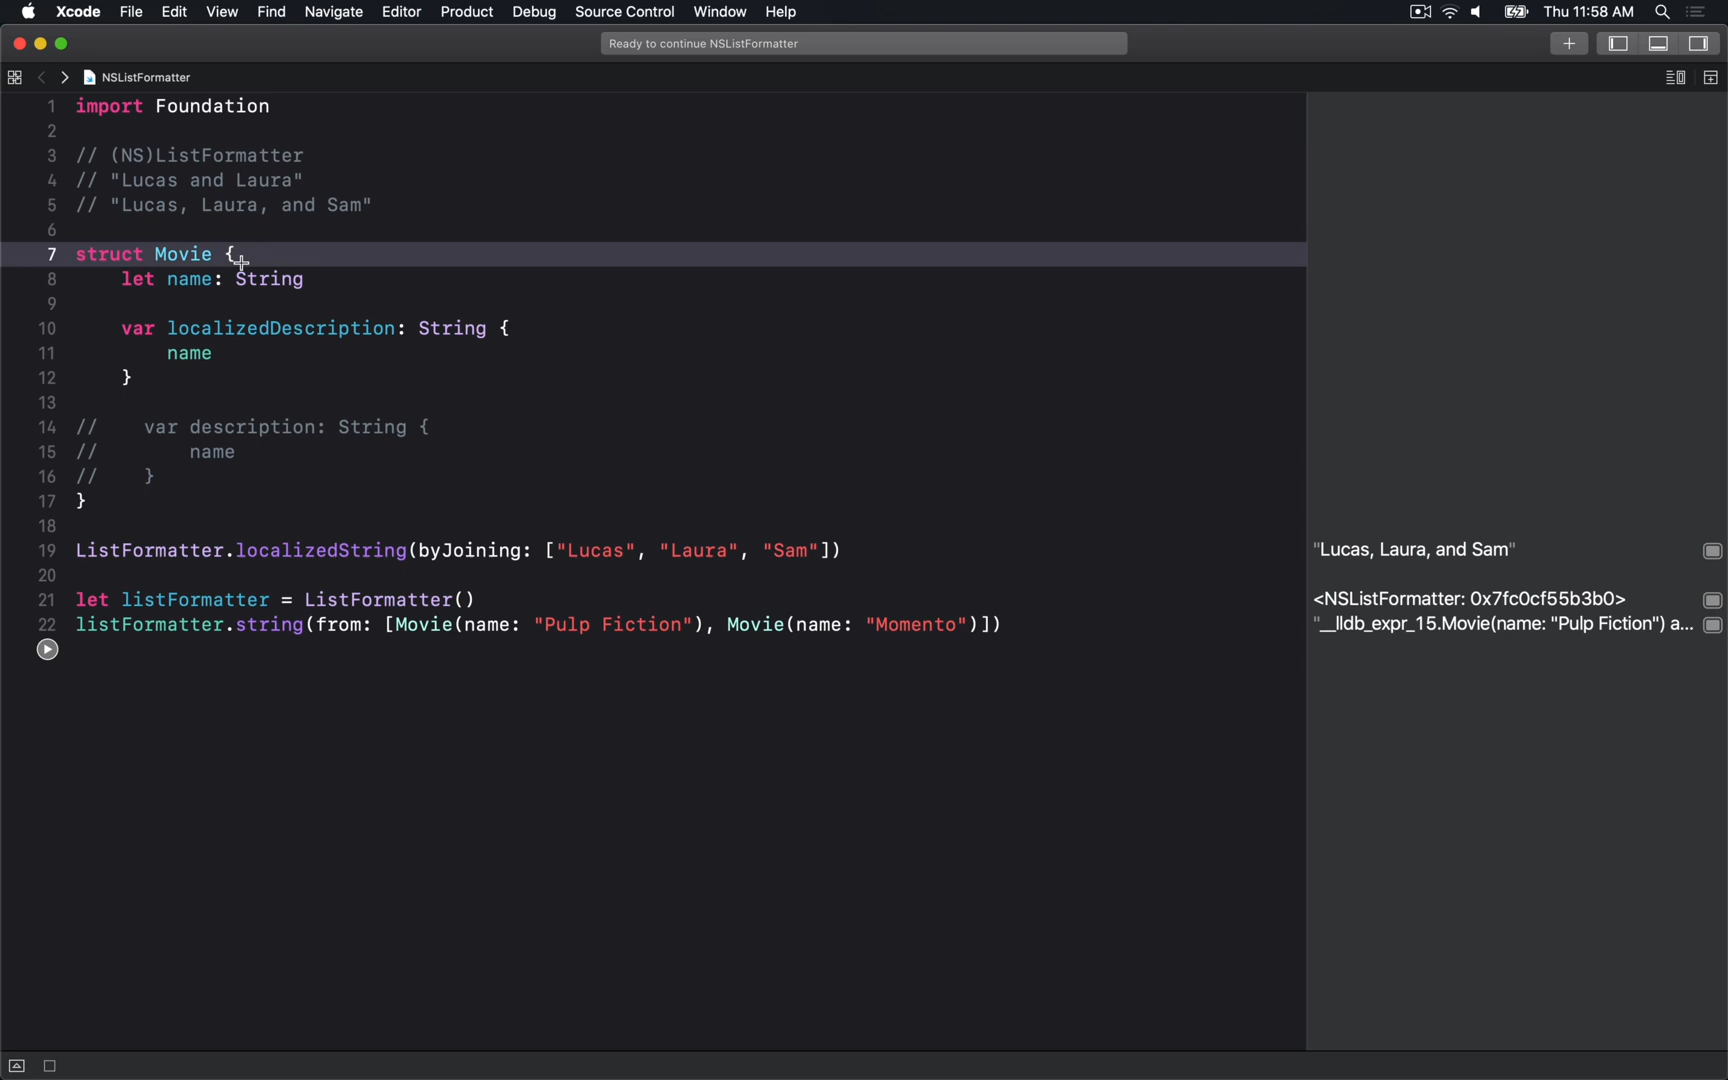 Xcode File Edit View Find Navigate Editor Product Debug Source Control Window Help Thu 11:58 AM
Ready to continue NSListFormatter
NSListFormatter
1 import Foundation
2
3 // (NS)ListFormatter
4 // "Lucas and Laura"
5 // "Lucas, Laura, and Sam"
6
7 struct Movie {
8 let name: String
9
10 var localizedDescription: String {
11 name
12 }
13
14 // var description: String {
15 // name
16 // }
17 }
18
19 ListFormatter.localizedString(byJoining: ["Lucas", "Laura", "Sam"]) "Lucas, Laura, and Sam"
20
21 let listFormatter = ListFormatter() <NSListFormatter: 0x7fc0cf55b3b0>
22 listFormatter.string(from: [Movie(name: "Pulp Fiction"), Movie(name: "Momento")]) "__lldb_expr_15.Movie(name: "Pulp Fiction") a...